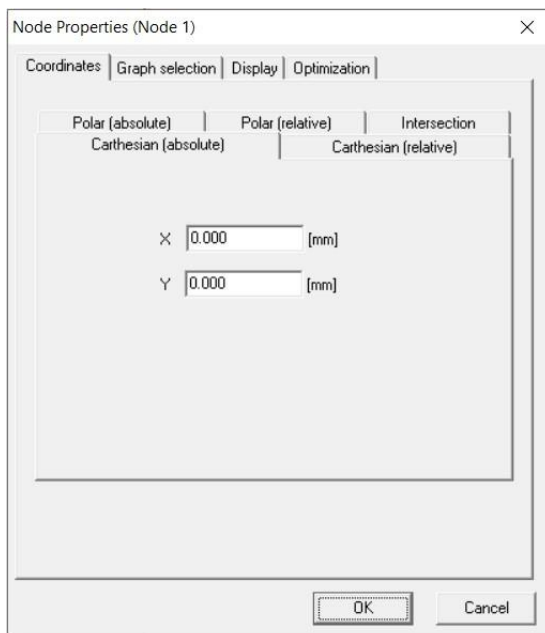 Node Properties (Node 1)
Coordinates Graph selection Display Optimization
Polar (absolute) Polar (relative) Intersection
Carthesian (absolute) Carthesian (relative)
X 0.000 [mm]
Y 0.000 [mm]
OK Cancel